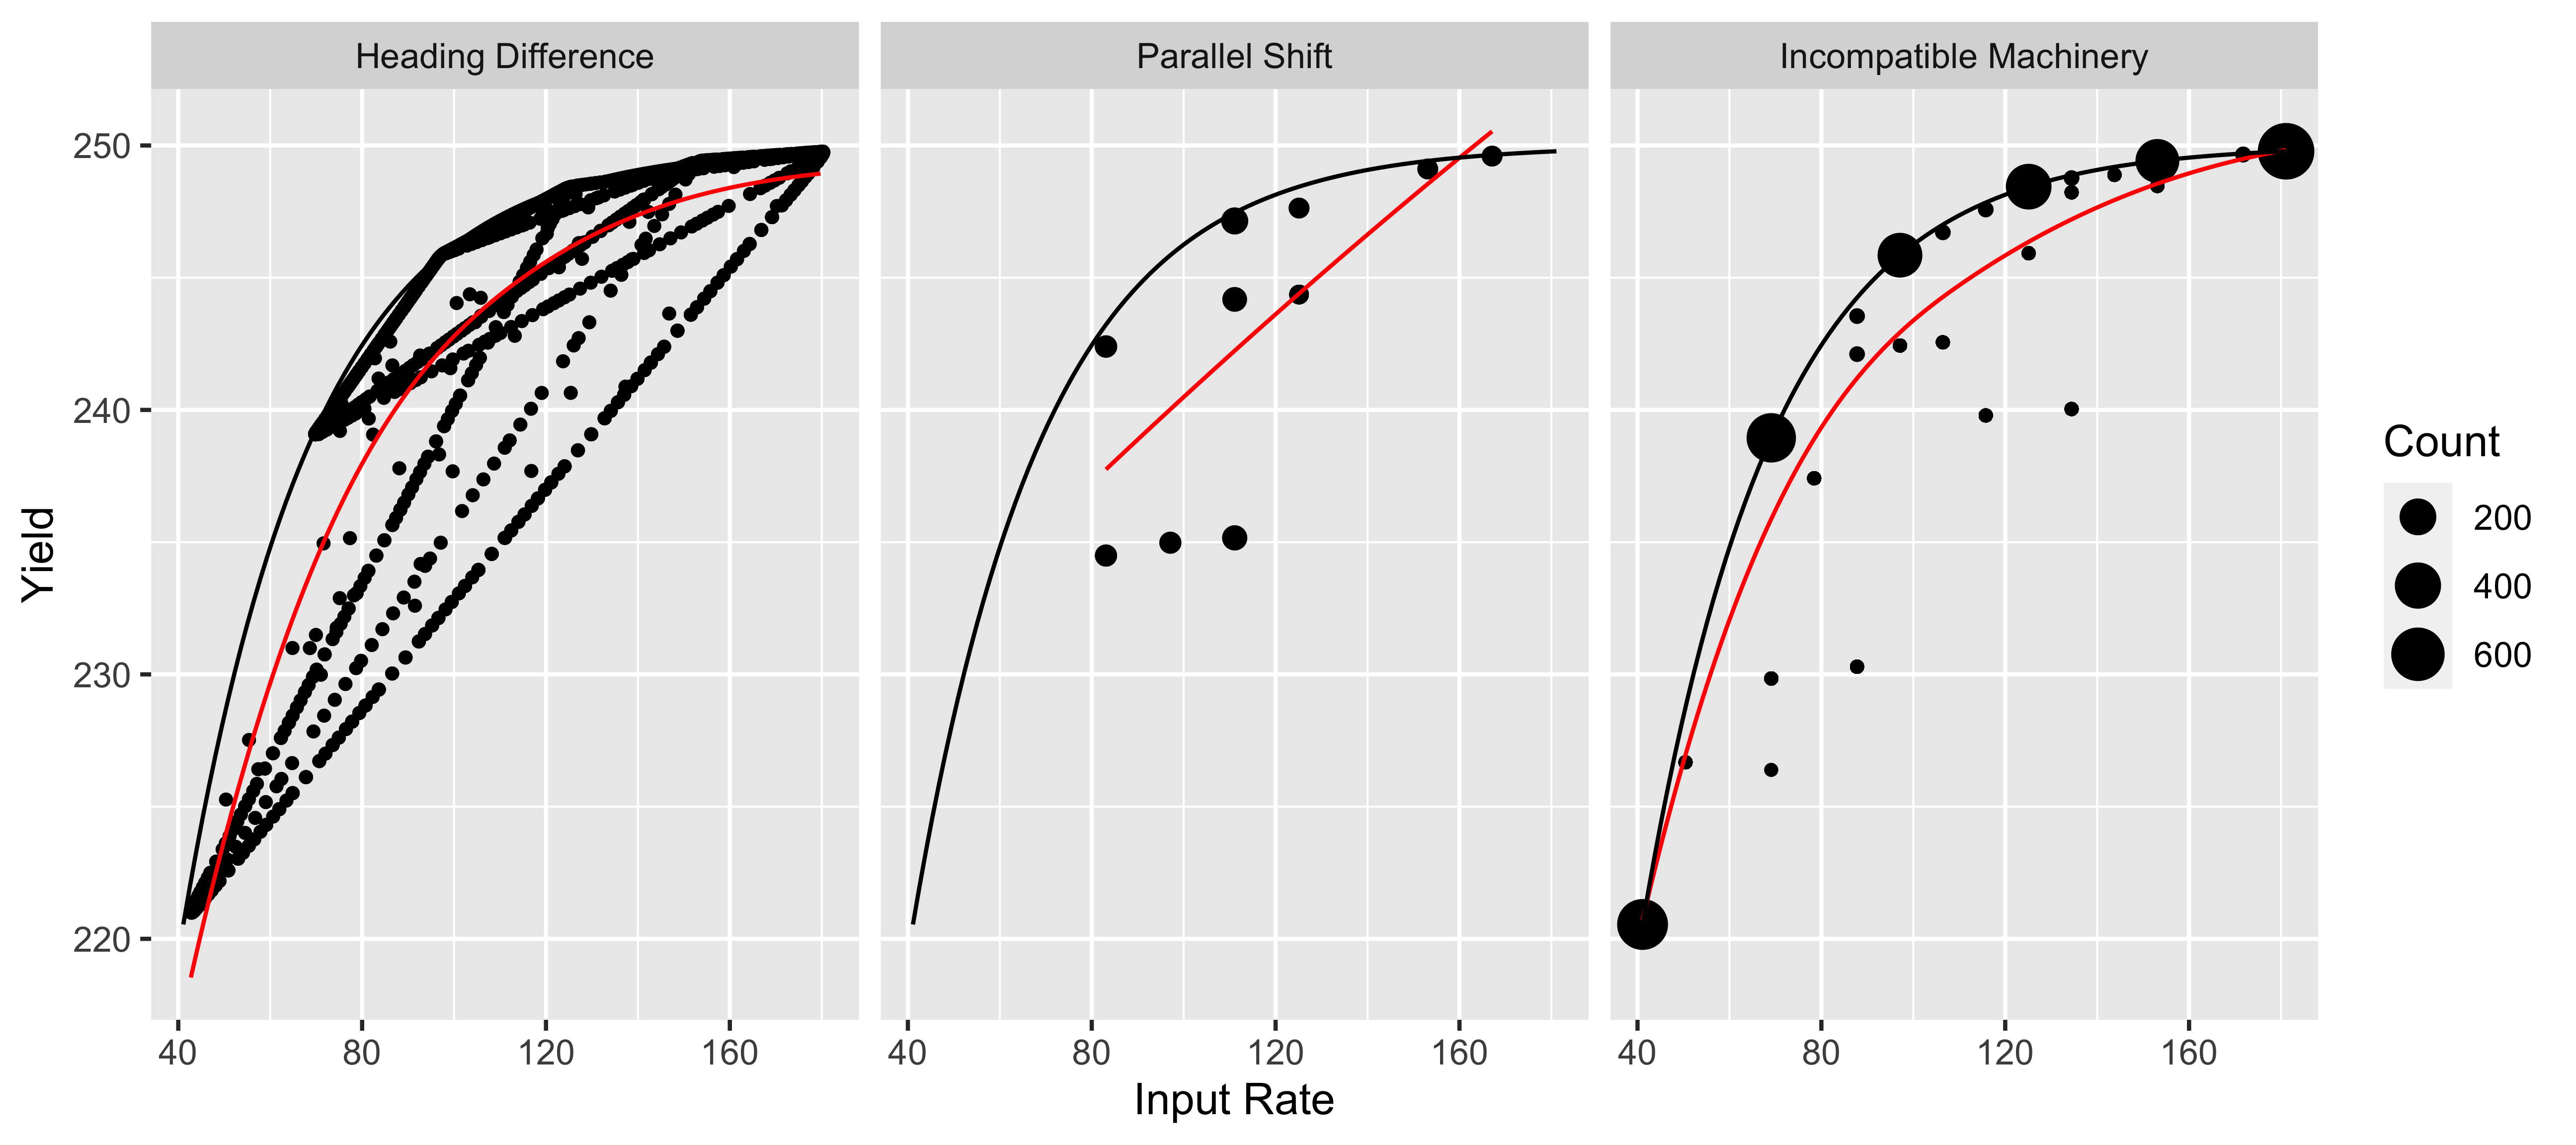 Heading Difference
Parallel Shift
Incompatible Machinery
Yield
250
240
230
220
40 80 120 160
40 80 120 160
40 80 120 160
Input Rate
Count
200
400
600